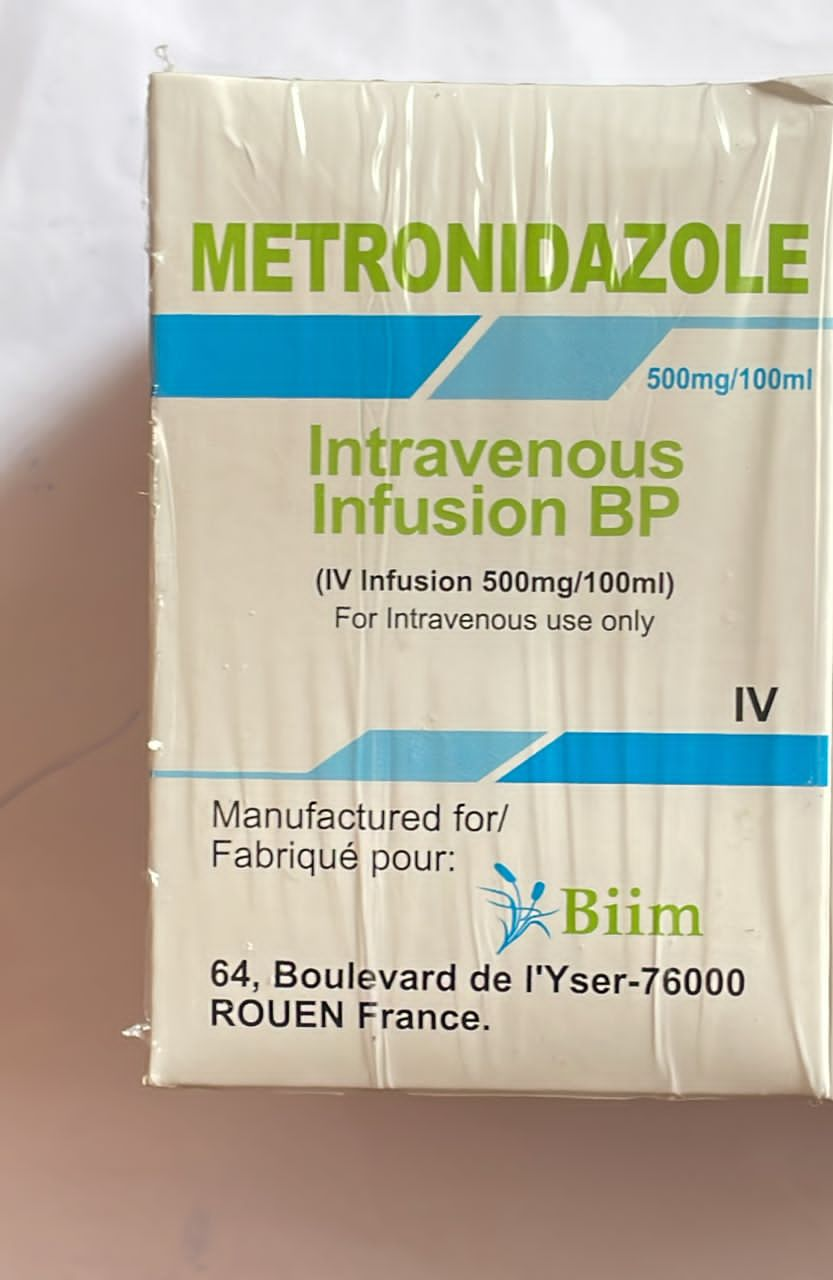 METRONIDAZOLE
500mg/100ml
Intravenous
Infusion BP
(IV Infusion 500mg/100ml)
For Intravenous use only
IV
Manufactured for/
Fabriqué pour:
Biim
64, Boulevard de l'Yser-76000
ROUEN France.